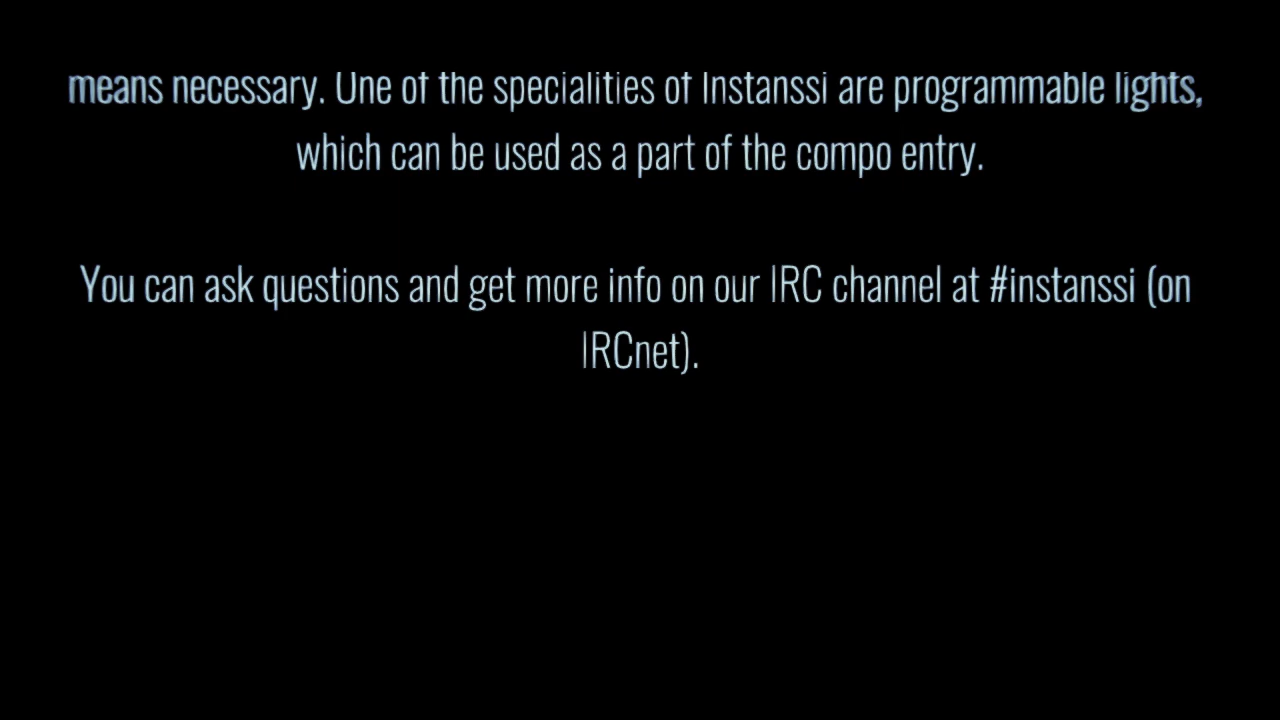 means necessary. One of the specialities of Instanssi are programmable lights,
which can be used as a part of the compo entry.
You can ask questions and get more info on our IRC channel at #instanssi (on
IRCnet).